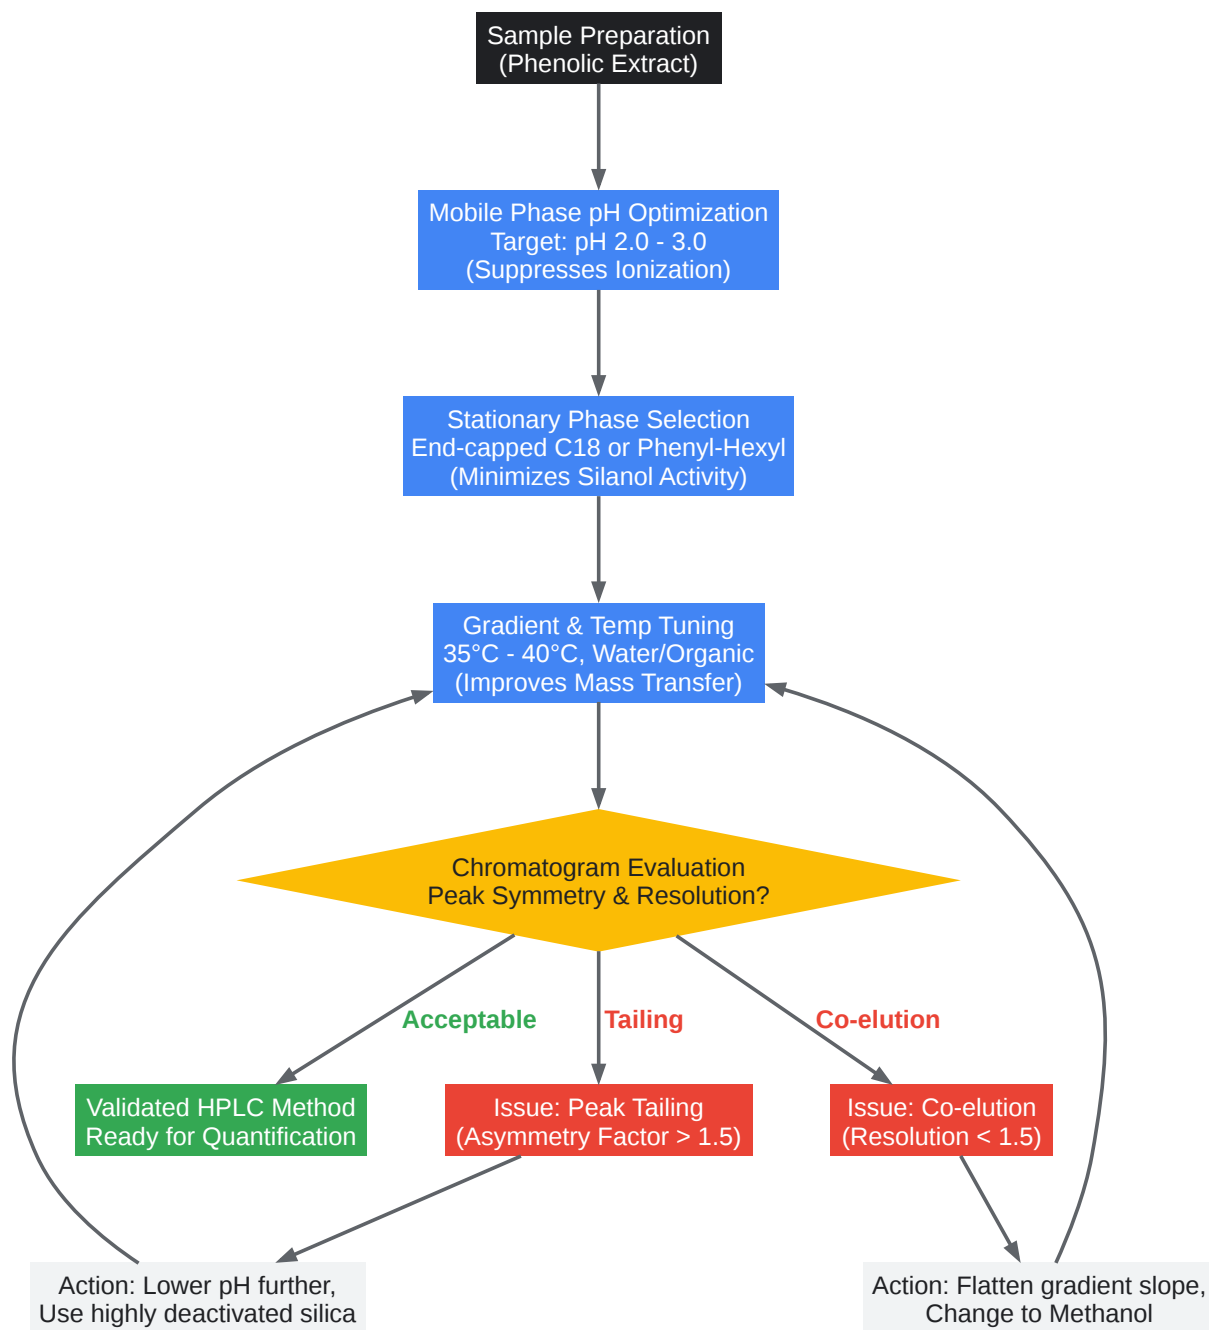 Sample Preparation
(Phenolic Extract)
Mobile Phase pH Optimization
Target: pH 2.0 - 3.0
(Suppresses Ionization)
Stationary Phase Selection
End-capped C18 or Phenyl-Hexyl
(Minimizes Silanol Activity)
Gradient & Temp Tuning
35°C - 40°C, Water/Organic
(Improves Mass Transfer)
Chromatogram Evaluation
Peak Symmetry & Resolution?
Acceptable
Tailing
Co-elution
Validated HPLC Method
Ready for Quantification
Issue: Peak Tailing
(Asymmetry Factor > 1.5)
Issue: Co-elution
(Resolution < 1.5)
Action: Lower pH further,
Use highly deactivated silica
Action: Flatten gradient slope,
Change to Methanol